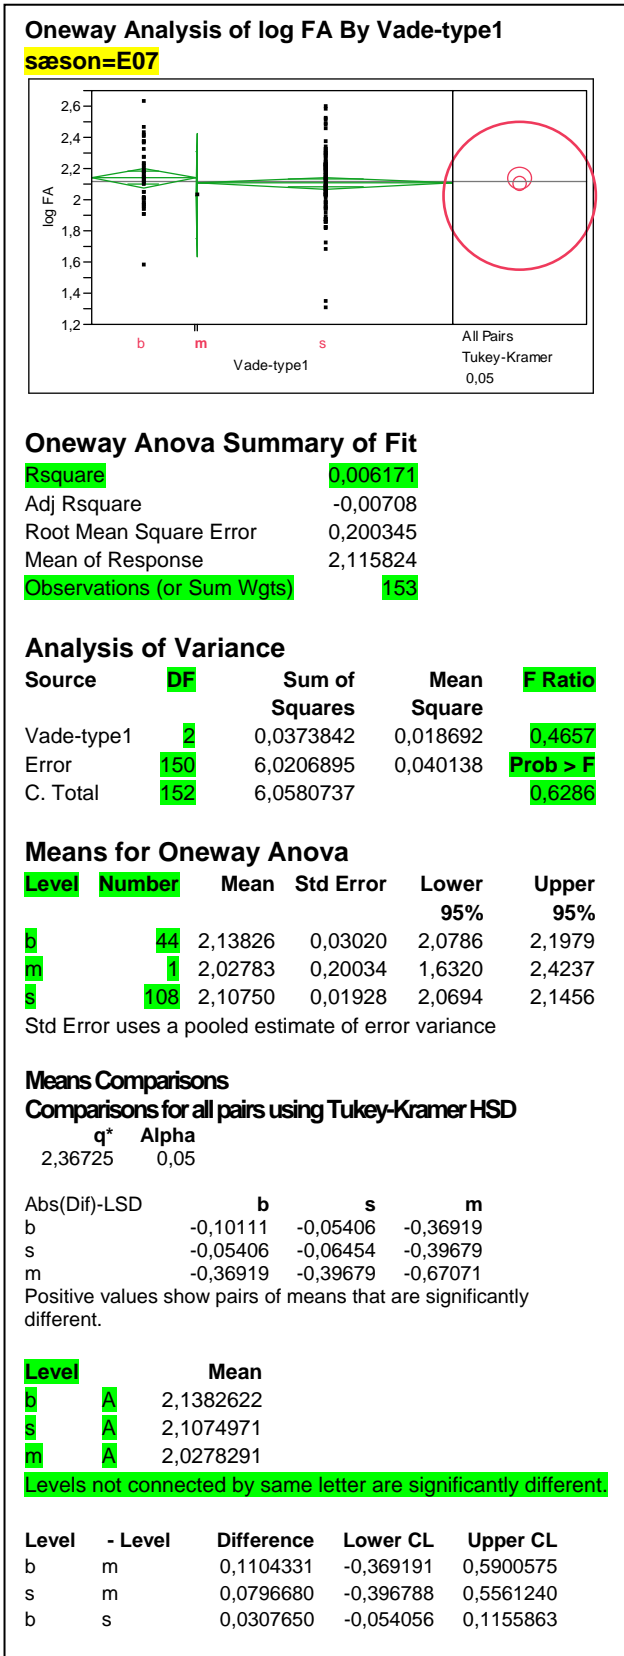 Oneway Analysis of log FA By Vade-type1
sæson=E07
2,6
2,4
2,2
2
1,8
1,6
1,4
1,2
log FA
b m s
Vade-type1
All Pairs
Tukey-Kramer
0,05
Oneway Anova Summary of Fit
Rsquare 0,006171
Adj Rsquare -0,00708
Root Mean Square Error 0,200345
Mean of Response 2,115824
Observations (or Sum Wgts) 153
Analysis of Variance
Source DF Sum of Mean F Ratio
Squares Square
Vade-type1 2 0,0373842 0,018692 0,4657
Error 150 6,0206895 0,040138 Prob > F
C. Total 152 6,0580737 0,6286
Means for Oneway Anova
Level Number Mean Std Error Lower Upper
95% 95%
b 44 2,13826 0,03020 2,0786 2,1979
m 1 2,02783 0,20034 1,6320 2,4237
s 108 2,10750 0,01928 2,0694 2,1456
Std Error uses a pooled estimate of error variance
Means Comparisons
Comparisons for all pairs using Tukey-Kramer HSD
q* Alpha
2,36725 0,05
Abs(Dif)-LSD b s m
b -0,10111 -0,05406 -0,36919
s -0,05406 -0,06454 -0,39679
m -0,36919 -0,39679 -0,67071
Positive values show pairs of means that are significantly
different.
Level Mean
b A 2,1382622
s A 2,1074971
m A 2,0278291
Levels not connected by same letter are significantly different.
Level - Level Difference Lower CL Upper CL
b m 0,1104331 -0,369191 0,5900575
s m 0,0796680 -0,396788 0,5561240
b s 0,0307650 -0,054056 0,1155863